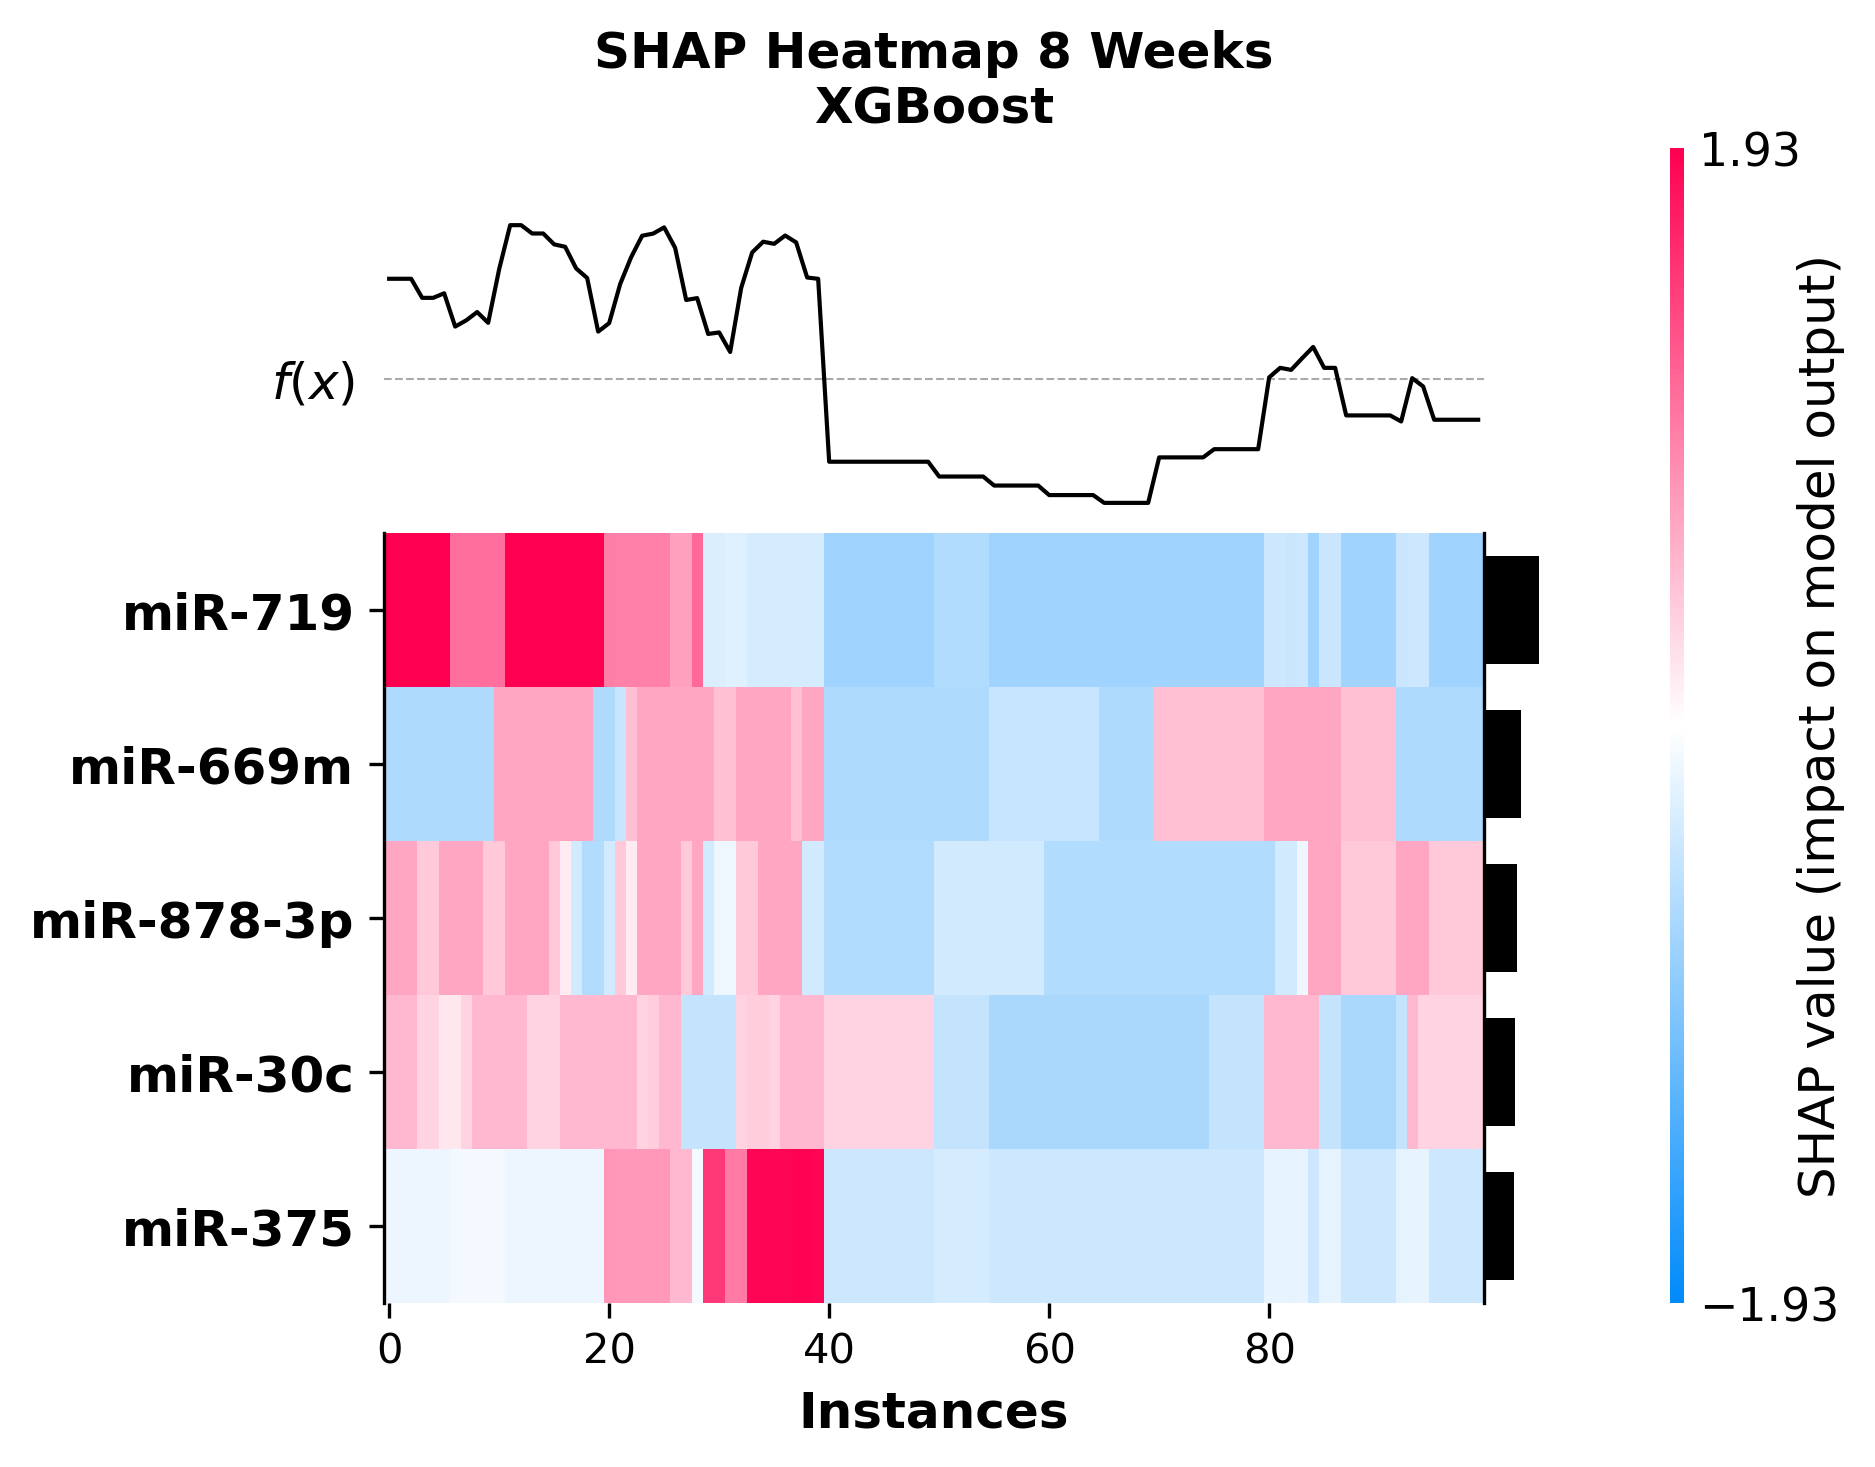 SHAP Heatmap 8 Weeks
XGBoost
1.93
f(x)
miR-719
miR-669m
miR-878-3p
miR-30c
miR-375
SHAP value (impact on model output)
−1.93
0 20 40 60 80
Instances